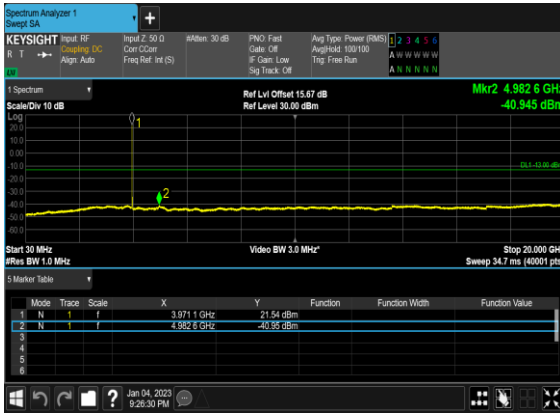 Spectrum Analyzer 1
Swept SA
+
KEYSIGHT Input: RF Input Z: 50 Ω #Atten: 30 dB PNO: Fast Avg Type: Power (RMS) 1 2 3 4 5 6
R T Coupling: DC Corr CCorr Gate: Off Avg|Hold: 100/100 A W W W W W
Align: Auto Freq Ref: Int (S) IF Gain: Low Trig: Free Run
Sig Track: Off A N N N N N
1 Spectrum Ref Lvl Offset 15.67 dB Mkr2 4.982 6 GHz
Scale/Div 10 dB Ref Level 30.00 dBm -40.945 dBm
Log
20.0
10.0
0.00
-10.0
-20.0
-30.0
-40.0
-50.0
-60.0
1
2
DL1 -13.00 dBm
Start 30 MHz Video BW 3.0 MHz* Stop 20.000 GHz
#Res BW 1.0 MHz Sweep 34.7 ms (40001 pts)
5 Marker Table
Mode Trace Scale X Y Function Function Width Function Value
1 N 1 f 3.971 1 GHz 21.54 dBm
2 N 1 f 4.982 6 GHz -40.95 dBm
3
4
5
6
? Jan 04, 2023
9:26:30 PM